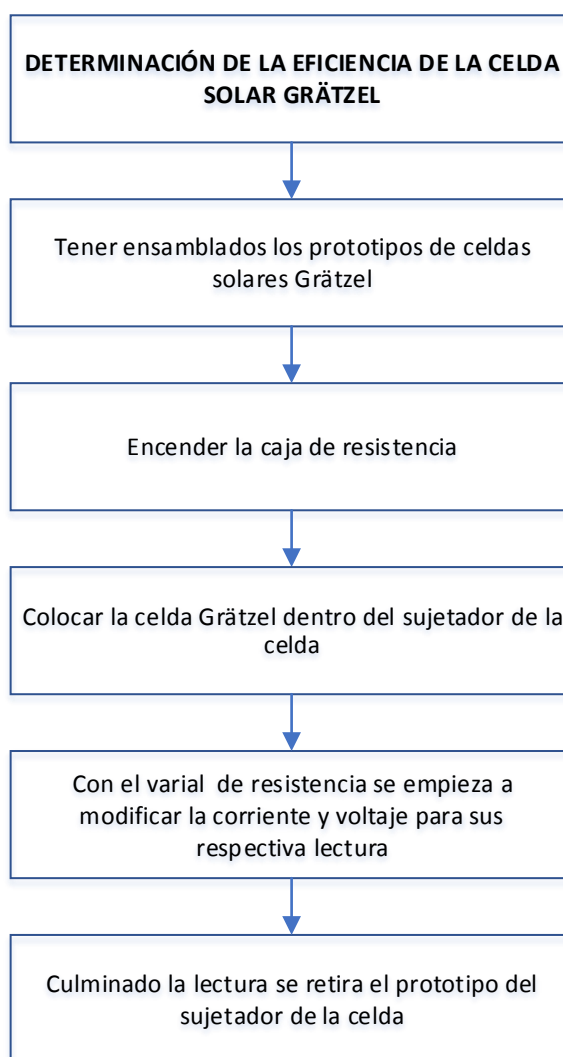 DETERMINACIÓN DE LA EFICIENCIA DE LA CELDA
SOLAR GRÄTZEL
Tener ensamblados los prototipos de celdas
solares Grätzel
Encender la caja de resistencia
Colocar la celda Grätzel dentro del sujetador de la
celda
Con el varial de resistencia se empieza a
modificar la corriente y voltaje para sus
respectiva lectura
Culminado la lectura se retira el prototipo del
sujetador de la celda